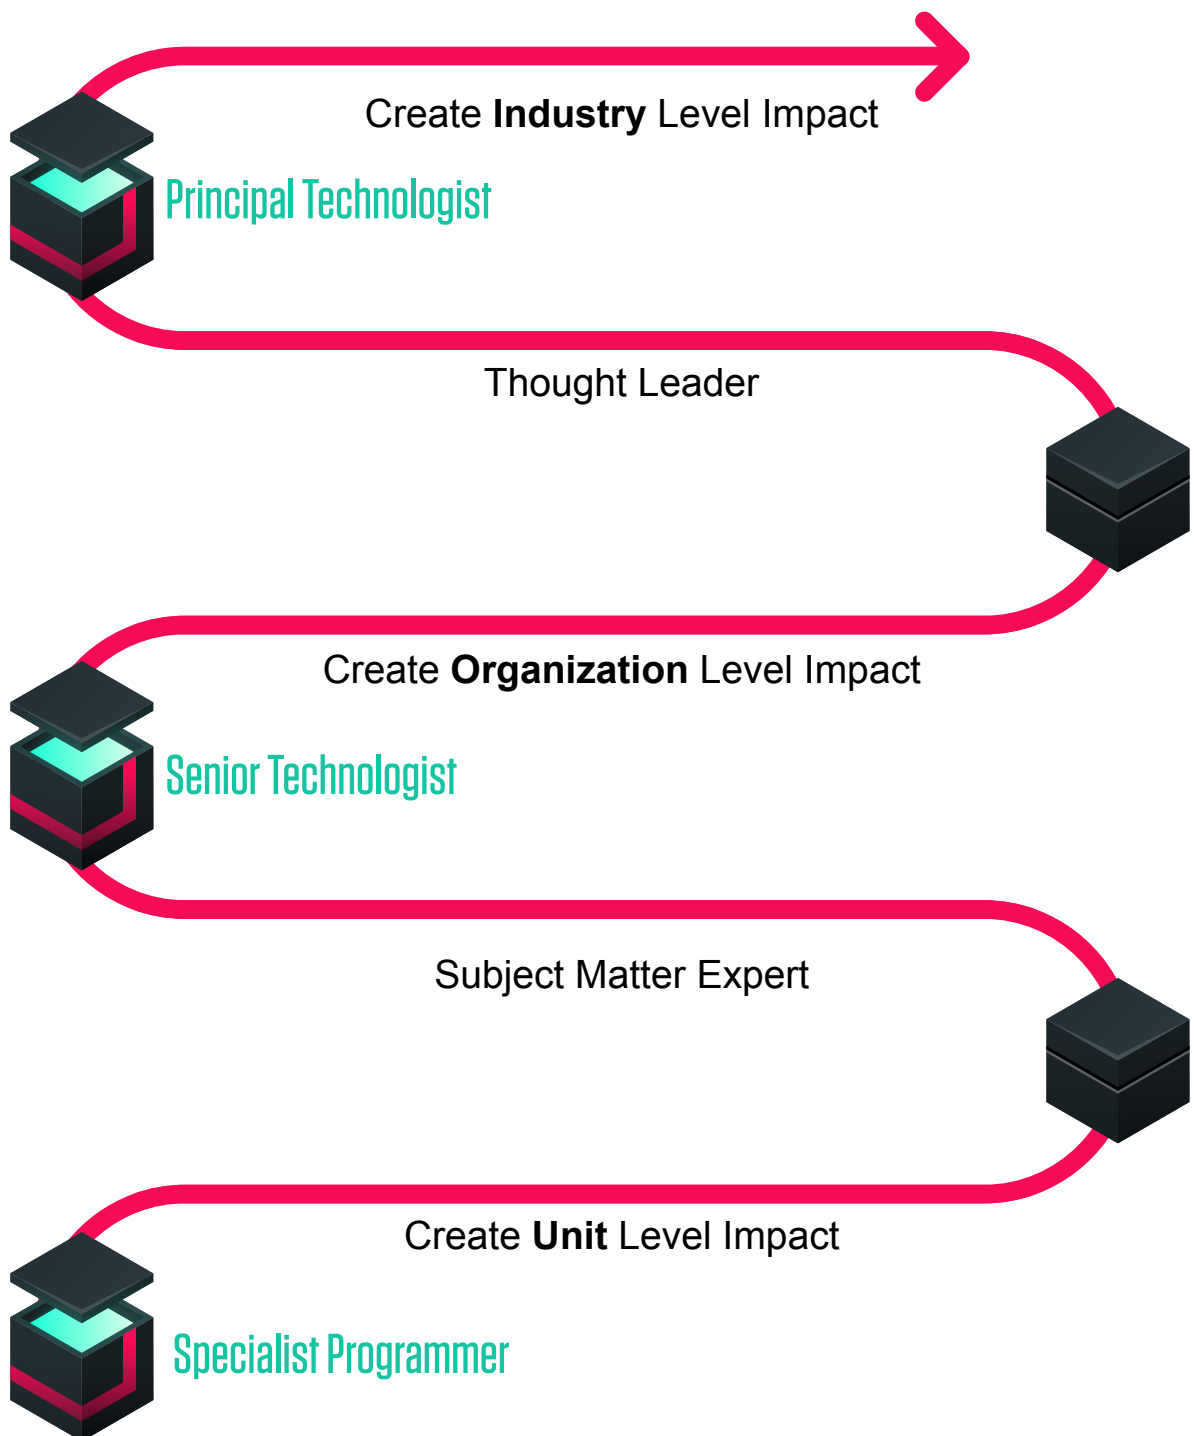 Create Industry Level Impact
Principal Technologist
Thought Leader
Create Organization Level Impact
Senior Technologist
Subject Matter Expert
Create Unit Level Impact
Specialist Programmer